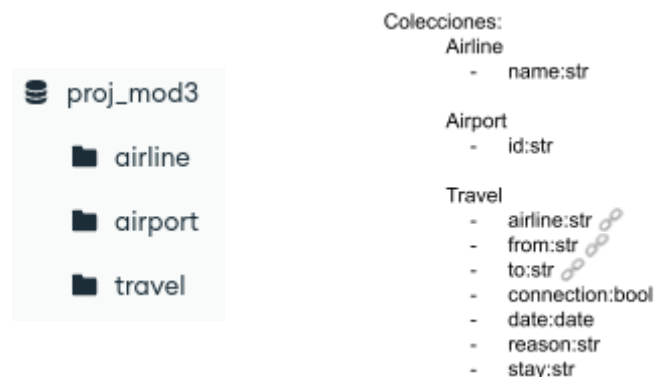 proj_mod3
airline
airport
travel
Colecciones:
Airline
- name:str
Airport
- id:str
Travel
- airline:str
- from:str
- to:str
- connection:bool
- date:date
- reason:str
- stay:str